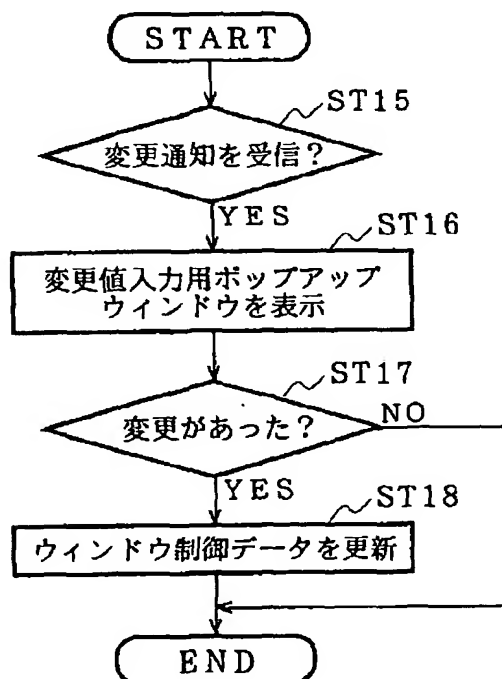 START
ST15
変更通知を受信?
YES
ST16
変更値入力用ポップアップ
ウィンドウを表示
ST17
変更があった?
NO
YES
ST18
ウィンドウ制御データを更新
END